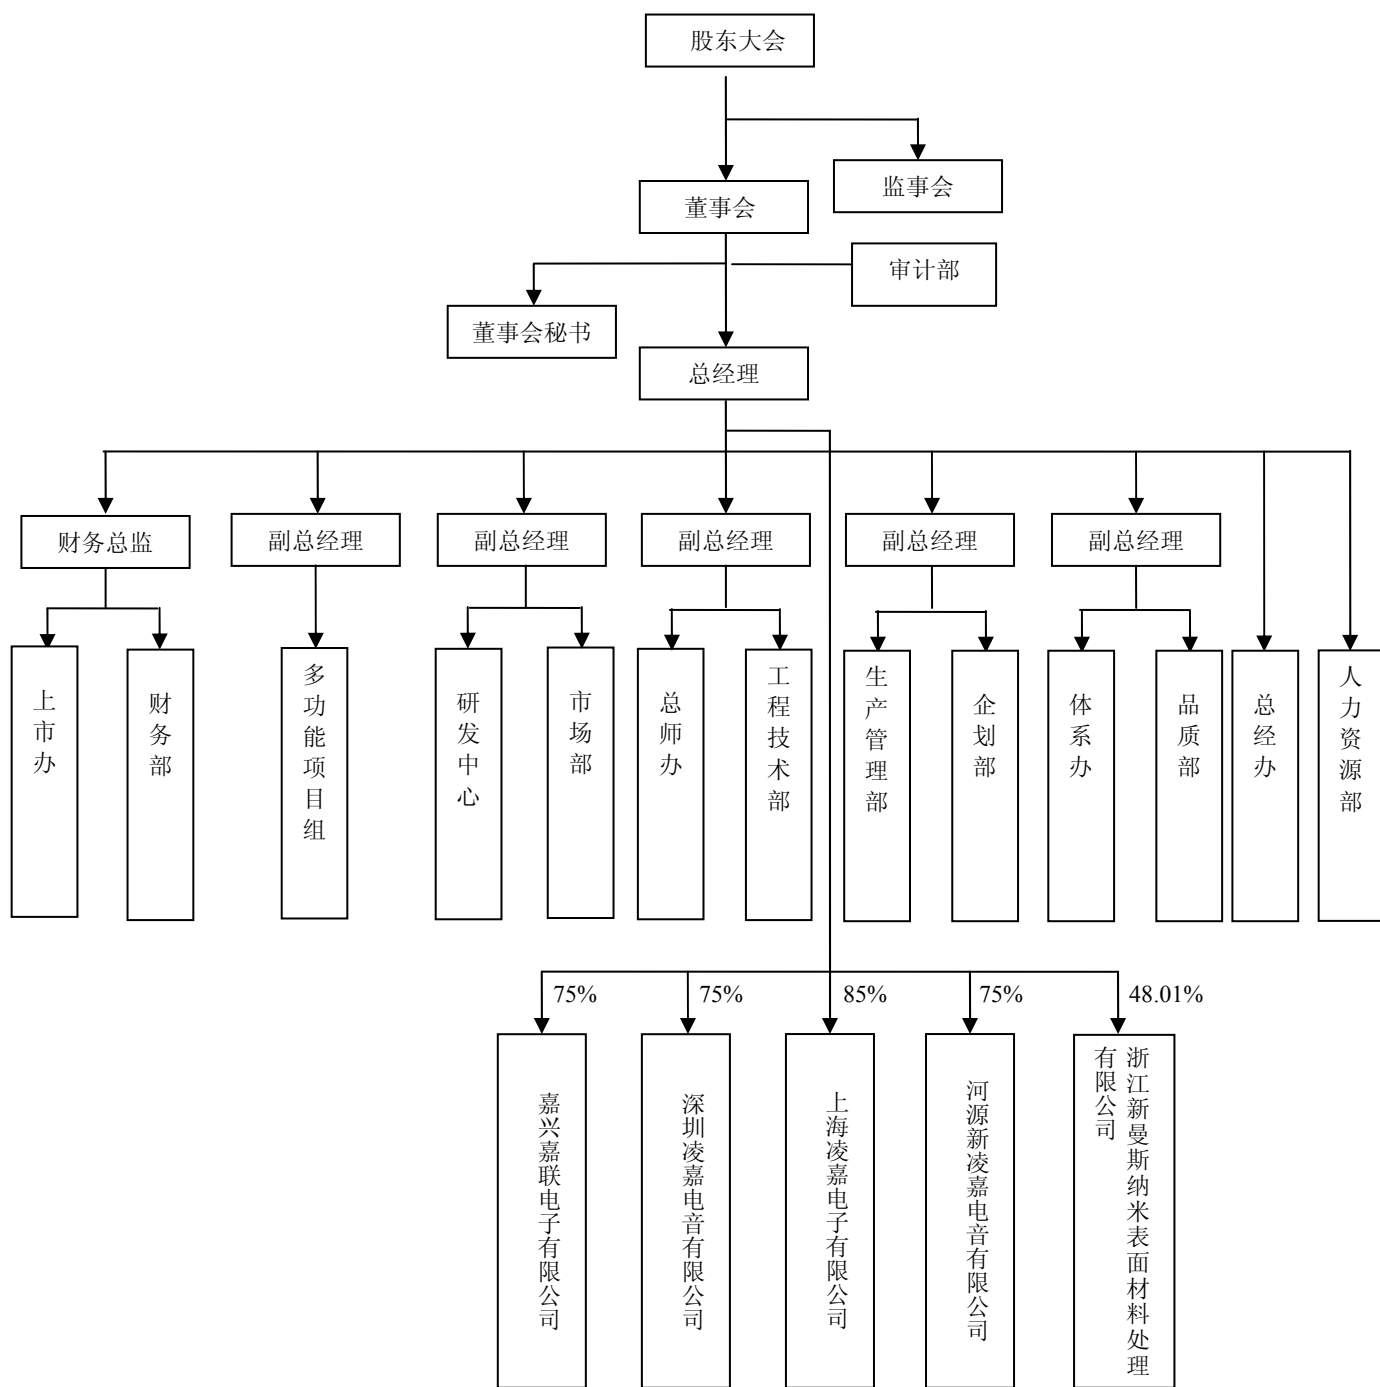 股东大会
监事会
董事会
审计部
董事会秘书
总经理
财务总监
副总经理
副总经理
副总经理
副总经理
副总经理
上市办
财务部
多功能项目组
研发中心
市场部
总师办
工程技术部
生产管理部
企划部
体系办
品质部
总经办
人力资源部
75%
75%
85%
75%
48.01%
嘉兴嘉联电子有限公司
深圳凌嘉电音有限公司
上海凌嘉电子有限公司
河源新凌嘉电音有限公司
浙江新曼斯纳米表面材料处理
有限公司